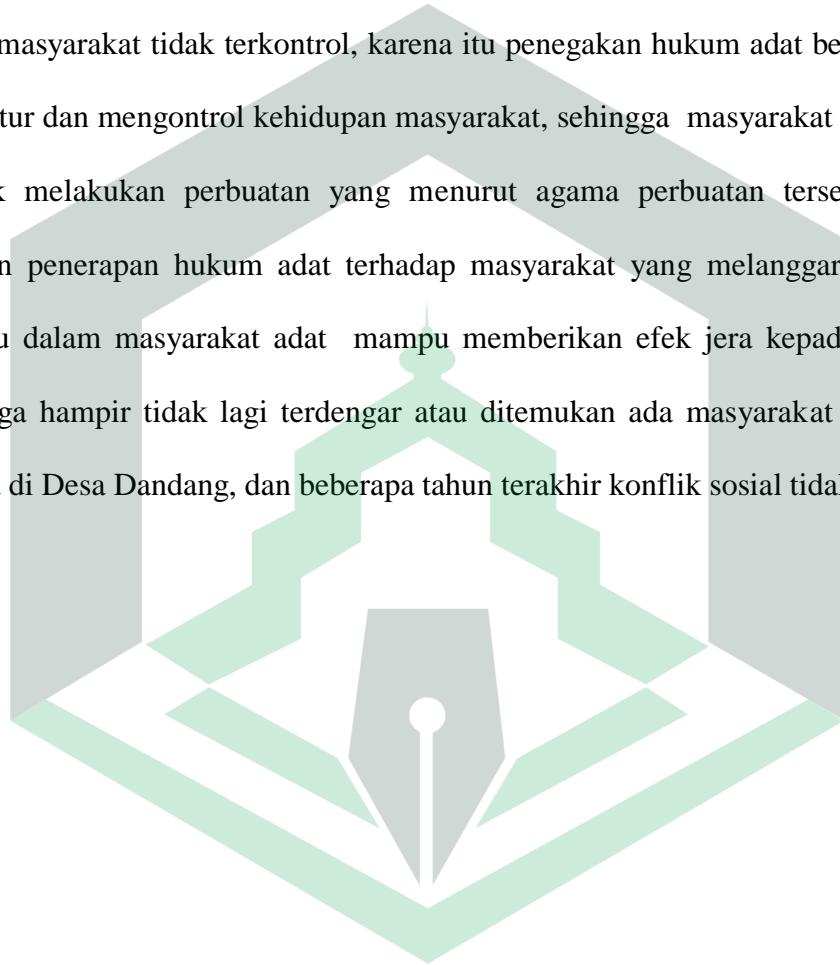 masyarakat tidak terkontrol, karena itu penegakan hukum adat be
tur dan mengontrol kehidupan masyarakat, sehingga masyarakat
k melakukan perbuatan yang menurut agama perbuatan terse
n penerapan hukum adat terhadap masyarakat yang melanggar
u dalam masyarakat adat mampu memberikan efek jera kepad
ga hampir tidak lagi terdengar atau ditemukan ada masyarakat
di Desa Dandang, dan beberapa tahun terakhir konflik sosial tida